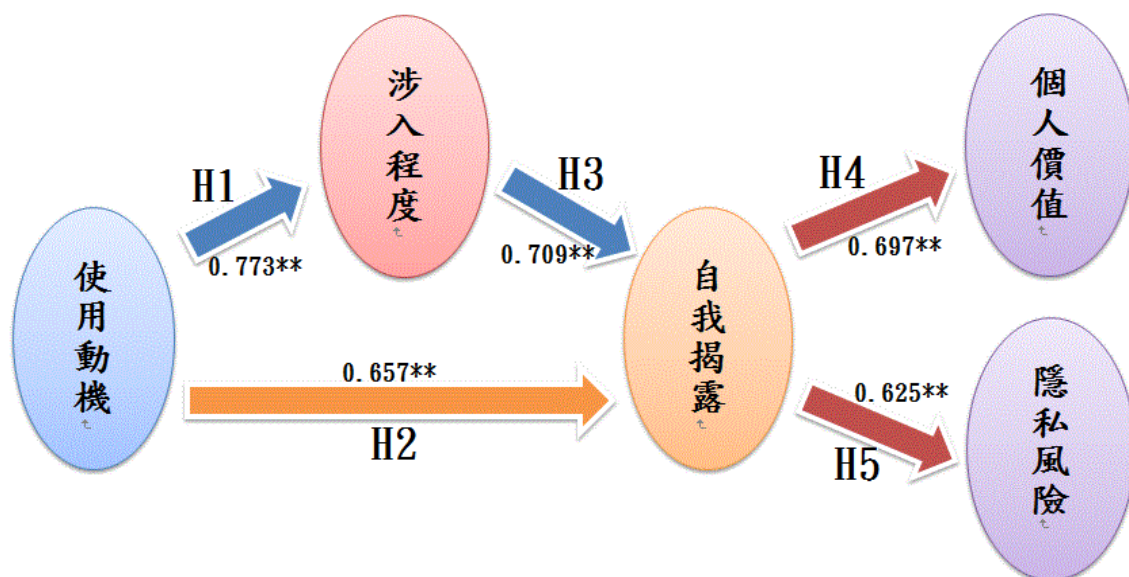 使用動機
H1
0.773**
涉入程度
H3
0.709**
0.657**
H2
自我揭露
H4
0.697**
個人價值
0.625**
H5
隱私風險